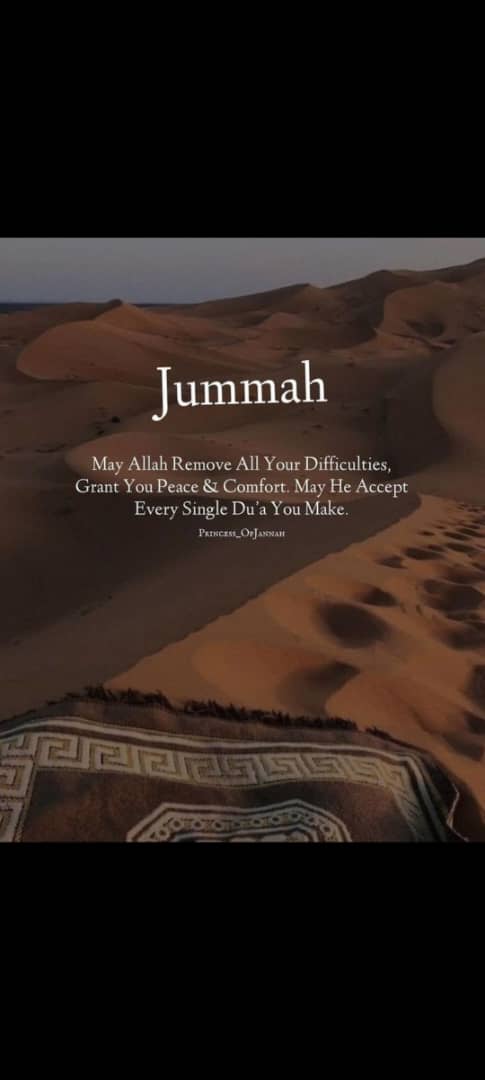 Jummah
May Allah Remove All Your Difficulties,
Grant You Peace & Comfort. May He Accept
Every Single Du'a You Make.
Princess_OfJannah